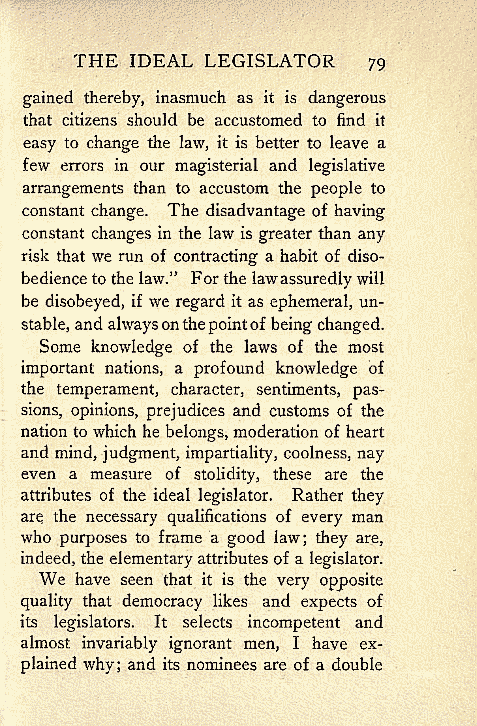 THE IDEAL LEGISLATOR 79
gained thereby, inasmuch as it is dangerous
that citizens should be accustomed to find it
easy to change the law, it is better to leave a
few errors in our magisterial and legislative
arrangements than to accustom the people to
constant change. The disadvantage of having
constant changes in the law is greater than any
risk that we run of contracting a habit of diso-
bedience to the law.” For the law assuredly will
be disobeyed, if we regard it as ephemeral, un-
stable, and always on the point of being changed.
Some knowledge of the laws of the most
important nations, a profound knowledge of
the temperament, character, sentiments, pas-
sions, opinions, prejudices and customs of the
nation to which he belongs, moderation of heart
and mind, judgment, impartiality, coolness, nay
even a measure of stolidity, these are the
attributes of the ideal legislator. Rather they
are the necessary qualifications of every man
who purposes to frame a good law; they are,
indeed, the elementary attributes of a legislator.
We have seen that it is the very opposite
quality that democracy likes and expects of
its legislators. It selects incompetent and
almost invariably ignorant men, I have ex-
plained why; and its nominees are of a double